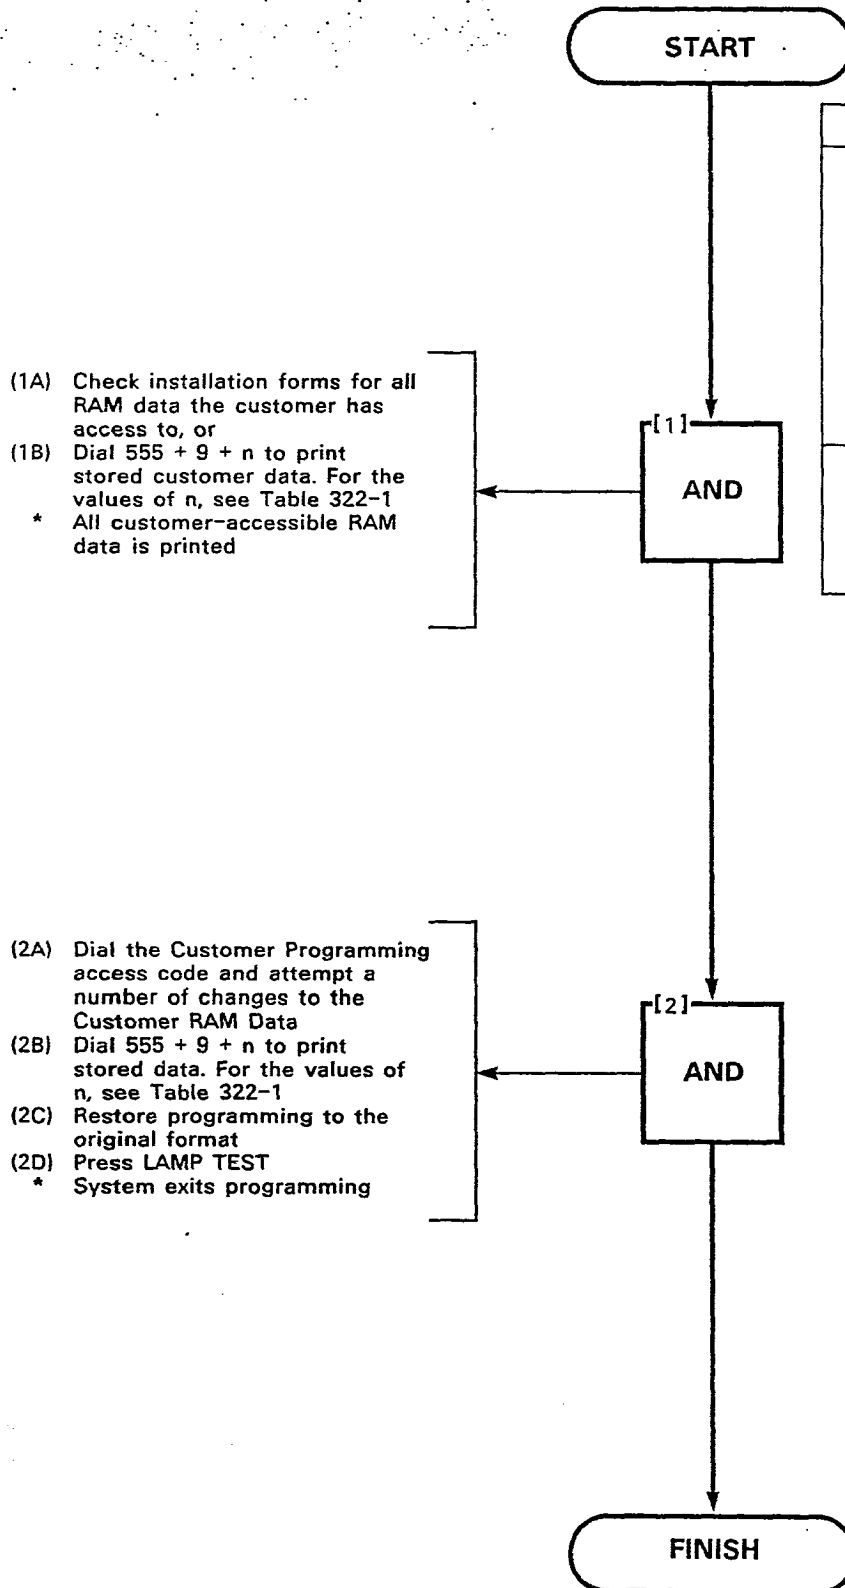 START
[1]
AND
(1A) Check installation forms for all
RAM data the customer has
access to, or
(1B) Dial 555 + 9 + n to print
stored customer data. For the
values of n, see Table 322-1
* All customer-accessible RAM
data is printed
[2]
AND
(2A) Dial the Customer Programming
access code and attempt a
number of changes to the
Customer RAM Data
(2B) Dial 555 + 9 + n to print
stored data. For the values of
n, see Table 322-1
(2C) Restore programming to the
original format
(2D) Press LAMP TEST
* System exits programming
FINISH